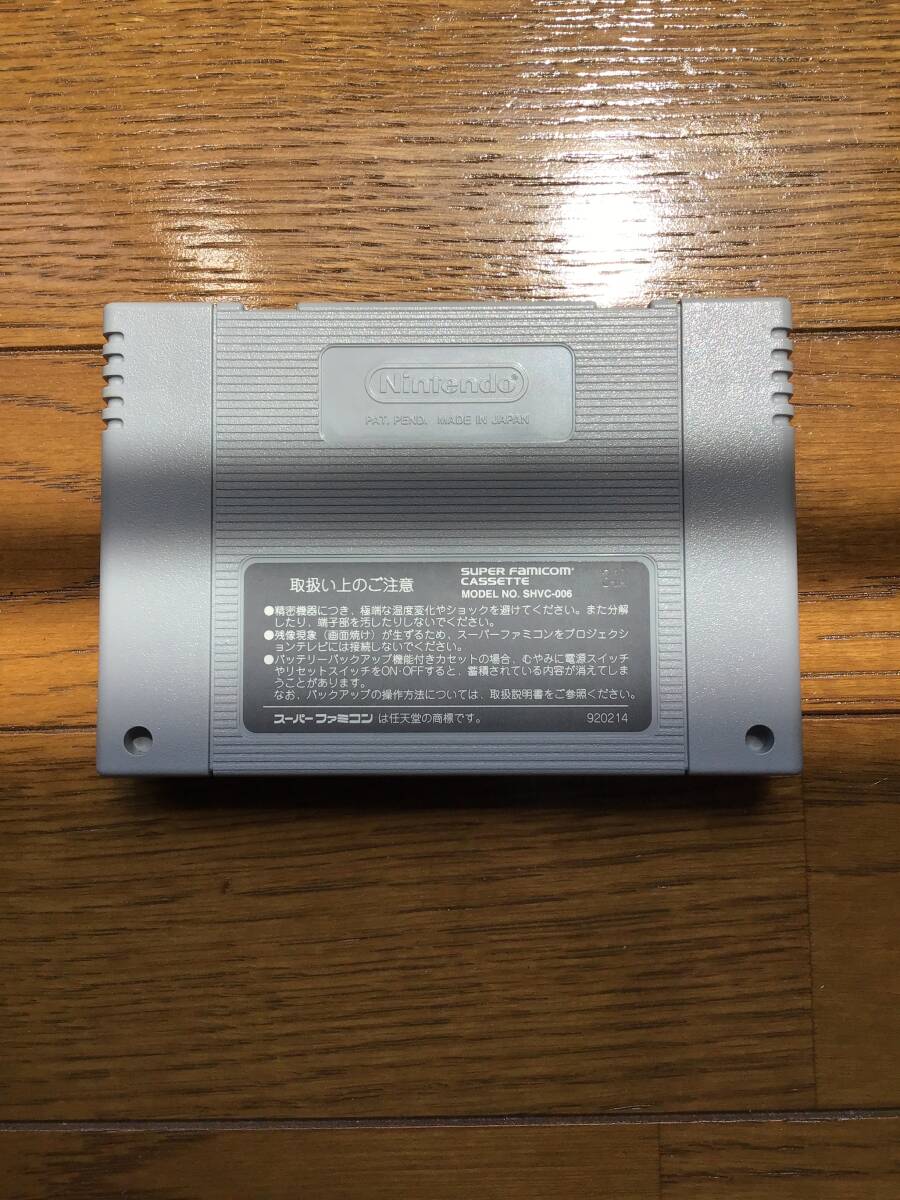 Nintendo®
PAT. PEND. MADE IN JAPAN
取扱い上のご注意
SUPER FAMICOM®
CASSETTE
MODEL NO. SHVC-006
●精密機器につき、極端な温度変化やショックを避けてください。また分解
したり、端子部を汚したりしないでください。
●残像現象（画面焼け）が生ずるため、スーパーファミコンをプロジェクシ
ョンテレビには接続しないでください。
●バッテリーバックアップ機能付きカセットの場合、むやみに電源スイッチ
やリセットスイッチをON·OFFすると、蓄積されている内容が消えてしま
うことがあります。
なお、バックアップの操作方法については、取扱説明書をご参照ください。
スーパーファミコン は任天堂の商標です。
920214